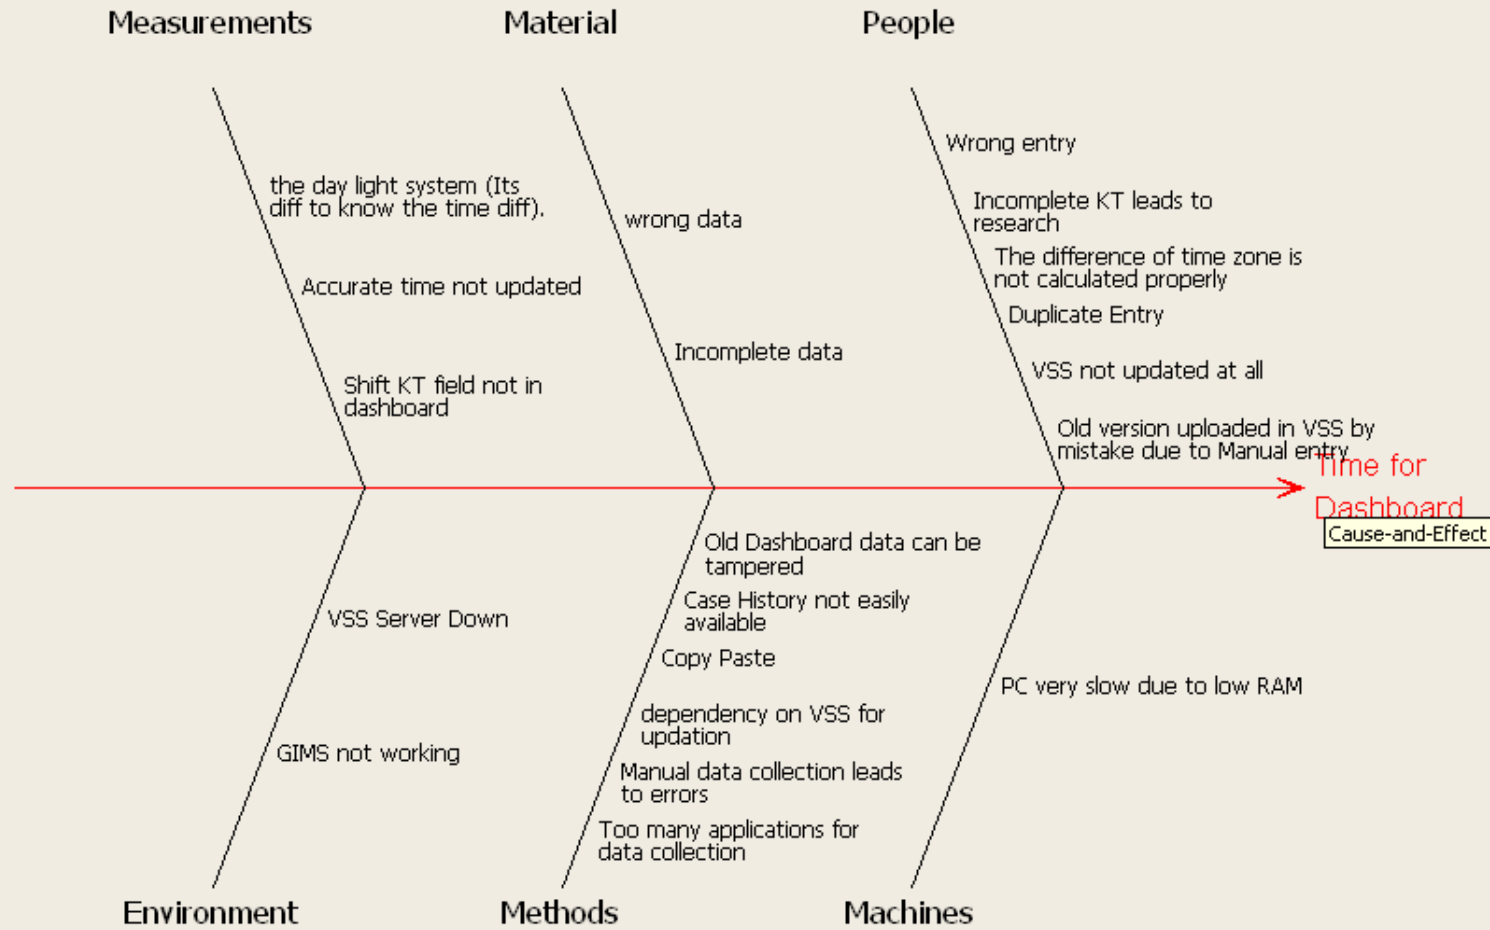 Measurements
Material
People
the day light system (Its
diff to know the time diff).
Accurate time not updated
Shift KT field not in
dashboard
wrong data
Incomplete data
Wrong entry
Incomplete KT leads to
research
The difference of time zone is
not calculated properly
Duplicate Entry
VSS not updated at all
Old version uploaded in VSS by
mistake due to Manual entry
Time for
Dashboard
Cause-and-Effect
VSS Server Down
GIMS not working
Old Dashboard data can be
tampered
Case History not easily
available
Copy Paste
dependency on VSS for
updation
Manual data collection leads
to errors
Too many applications for
data collection
PC very slow due to low RAM
Environment
Methods
Machines